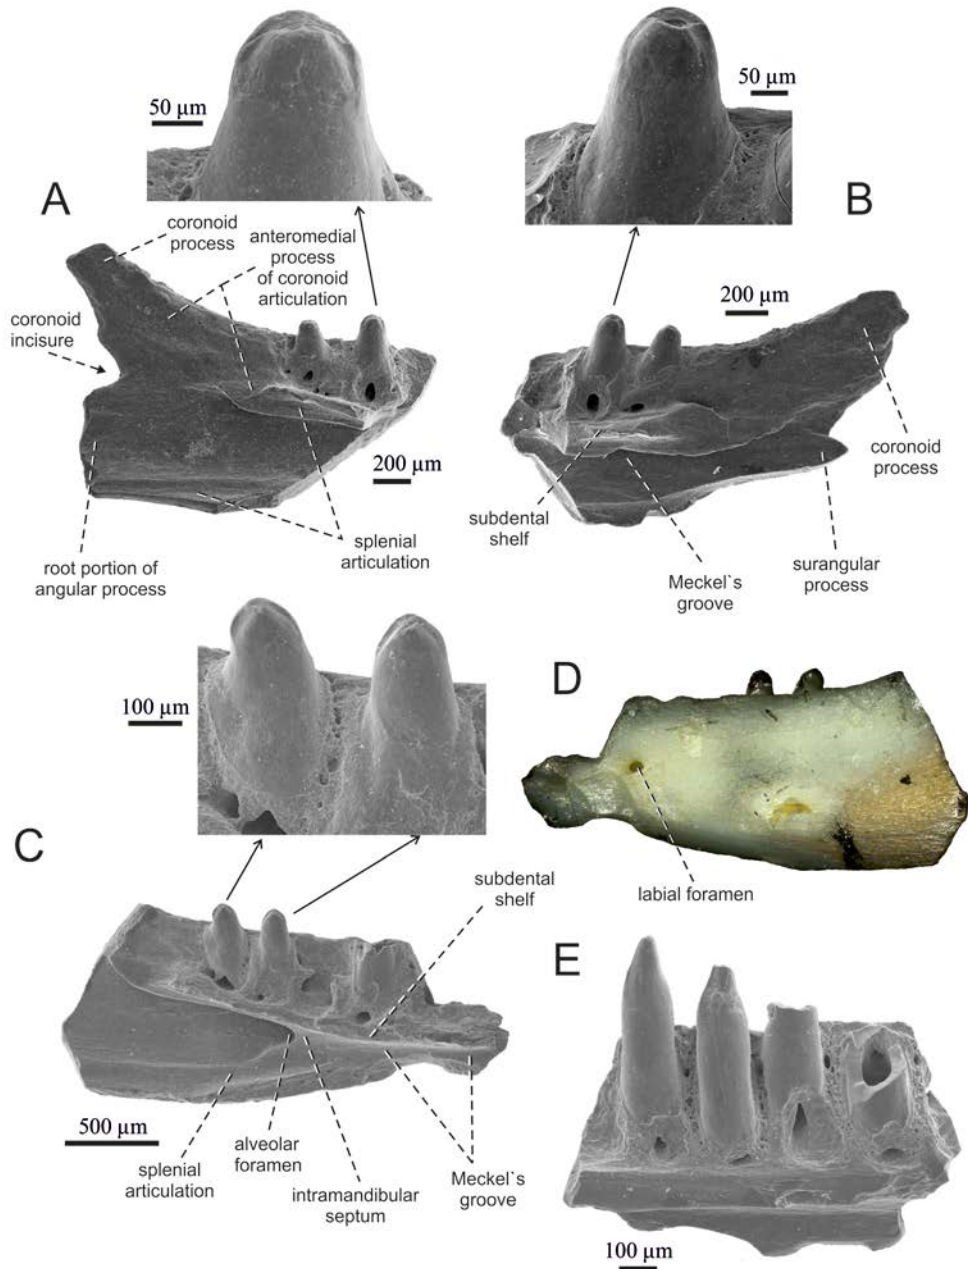 50 µm
50 µm
A
B
coronoid
process
anteromedial
process
of coronoid
articulation
coronoid
incisure
200 µm
200 µm
root portion of
angular process
splenial
articulation
subdental
shelf
Meckel`s
groove
coronoid
process
surangular
process
100 µm
C
D
labial foramen
subdental
shelf
500 µm
splenial
articulation
alveolar
foramen
intramandibular
septum
Meckel`s
groove
E
100 µm